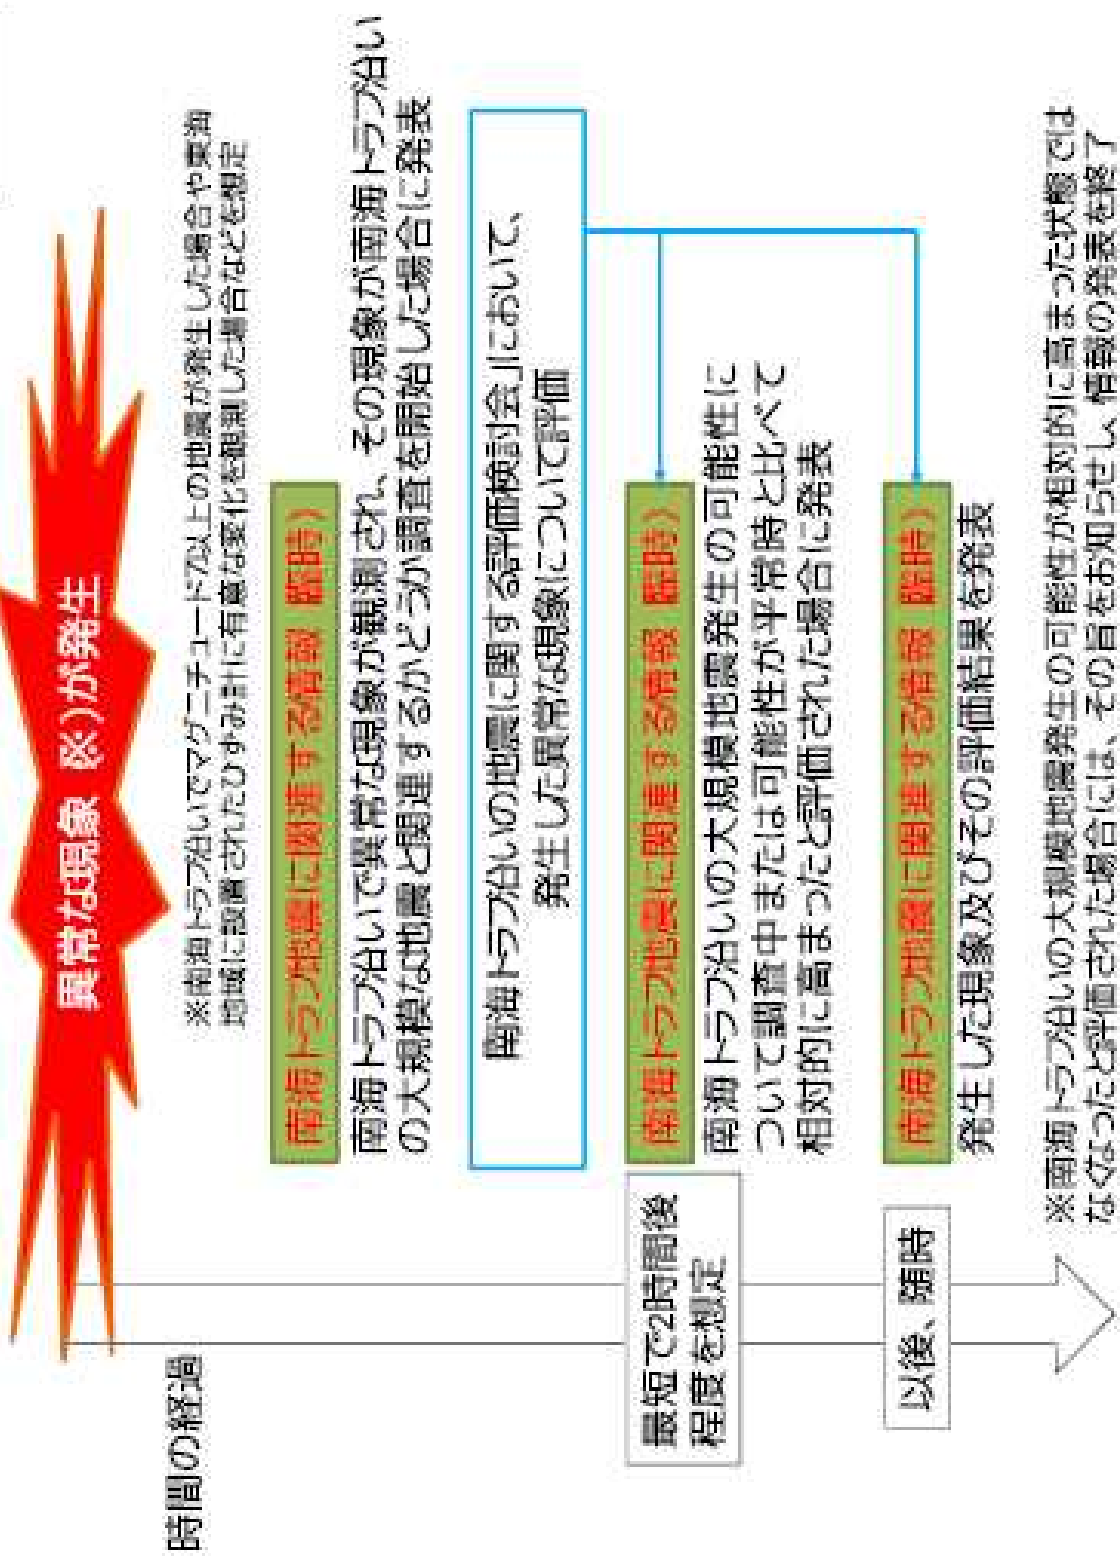 異常な現象（※）が発生
※南海トラフ沿いでマグニチュード7以上の地震が発生した場合や東海
地域に設置されたひずみ計に有意な変化を観測した場合などを想定
時間の経過
南海トラフ地震に関連する情報（臨時）
南海トラフ沿いで異常な現象が観測され、その現象が南海トラフ沿い
の大規模な地震と関連するかどうか調査を開始した場合に発表
「南海トラフ沿いの地震に関する評価検討会」において、
発生した異常な現象について評価
最短で2時間後
程度を想定
南海トラフ地震に関連する情報（臨時）
南海トラフ沿いの大規模地震発生の可能性に
ついて調査中または可能性が平常時と比べて
相対的に高まったと評価された場合に発表
以後、随時
南海トラフ地震に関連する情報（臨時）
発生した現象及びその評価結果を発表
※南海トラフ沿いの大規模地震発生の可能性が相対的に高まった状態では
なくなったと評価された場合には、その旨をお知らせし、情報の発表を終了